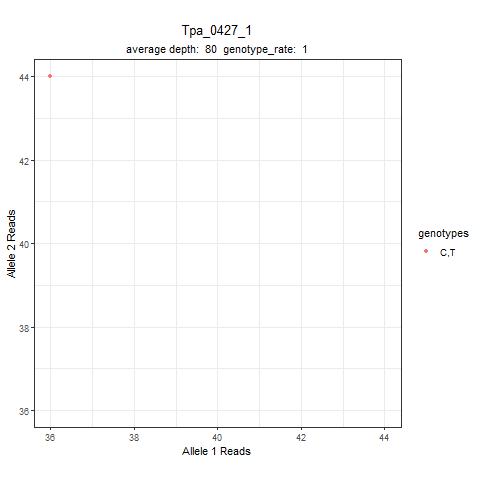 Tpa_0427_1
average depth:  80  genotype_rate:  1
44
42
40
38
36
Allele 2 Reads
36
38
40
42
44
Allele 1 Reads
genotypes
C,T